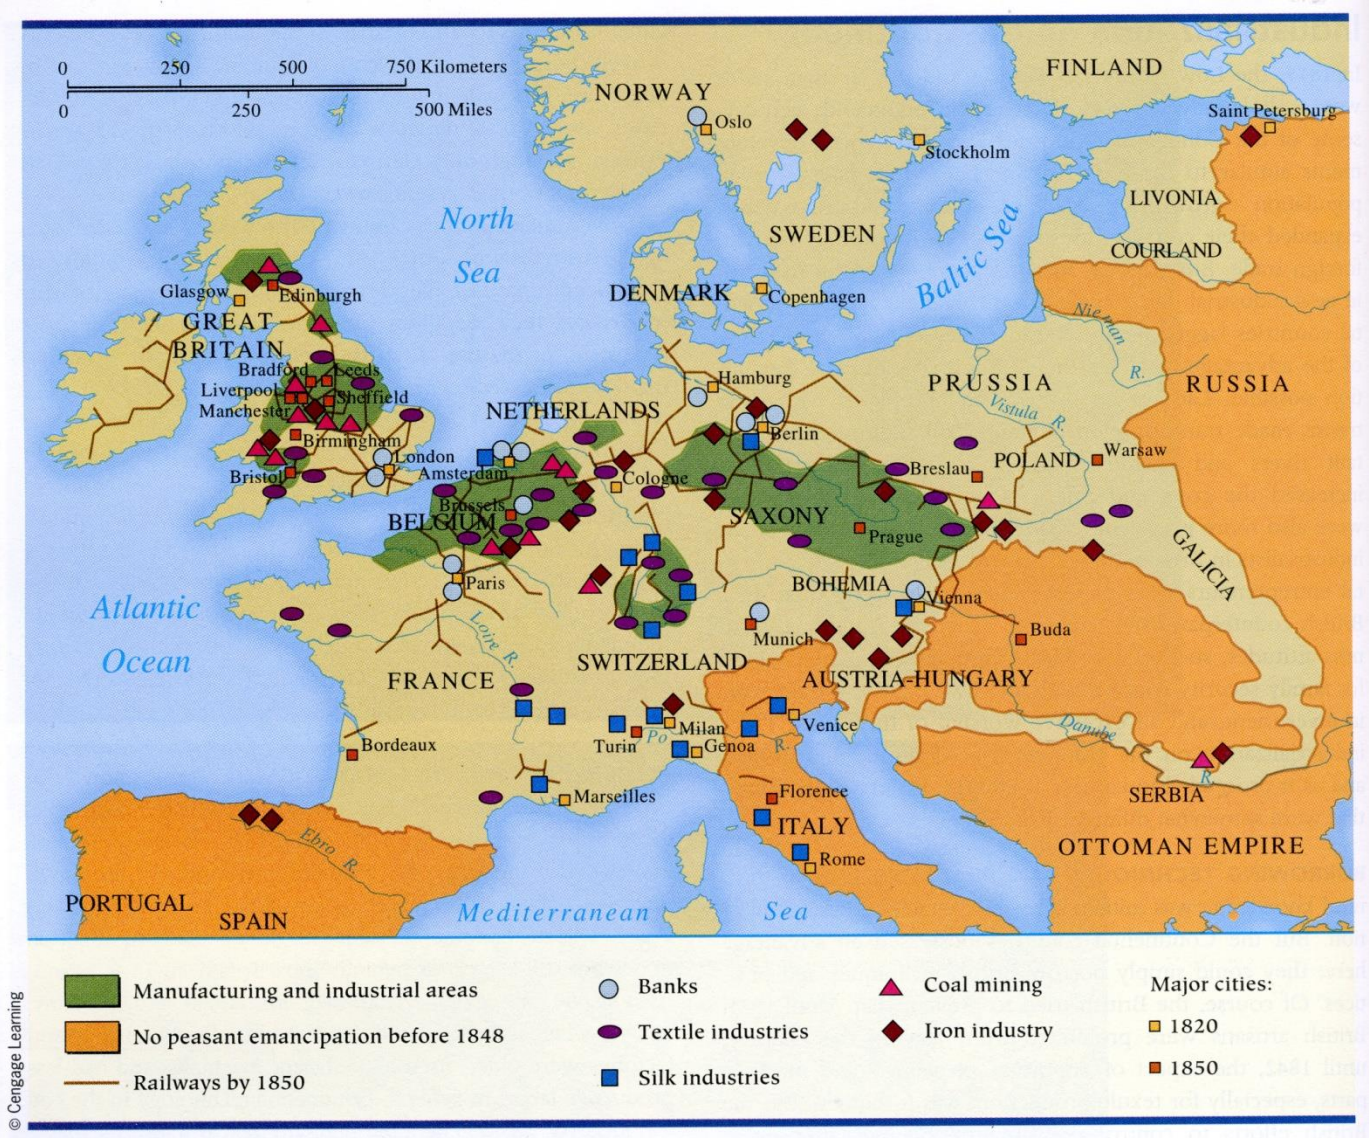 0 250 500 750 Kilometers
0 250 500 Miles
NORWAY
Oslo
FINLAND
Saint Petersburg
Stockholm
LIVONIA
SWEDEN
COURLAND
North
Sea
Baltic Sea
DENMARK
Copenhagen
Glasgow
Edinburgh
GREAT
BRITAIN
Bradford
Leeds
Liverpool
Sheffield
Manchester
Birmingham
London
Bristol
Nieman
R.
RUSSIA
PRUSSIA
Vistula R.
Hamburg
NETHERLANDS
Berlin
Amsterdam
Cologne
Breslau
POLAND
Warsaw
Brussels
BELGIUM
SAXONY
Prague
GALICIA
Paris
BOHEMIA
Vienna
Atlantic
Ocean
Loire R.
Munich
Buda
SWITZERLAND
FRANCE
AUSTRIA-HUNGARY
Bordeaux
Turin
Milan
Po
R.
Genoa
Venice
Danube
R.
Marseilles
Florence
ITALY
Rome
SERBIA
OTTOMAN EMPIRE
Ebro R.
PORTUGAL
SPAIN
Mediterranean Sea
Manufacturing and industrial areas
No peasant emancipation before 1848
Railways by 1850
Banks
Textile industries
Silk industries
Coal mining
Iron industry
Major cities:
1820
1850
© Cengage Learning